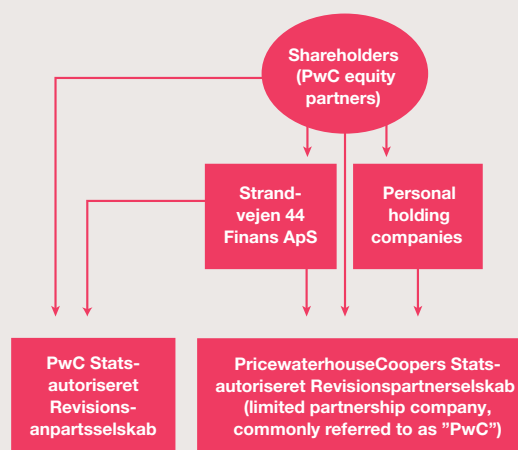 Shareholders
(PwC equity
partners)
Strand-
vejen 44
Finans ApS
Personal
holding
companies
PwC Stats-
autoriseret
Revisions-
anpartsselskab
PricewaterhouseCoopers Stats-
autoriseret Revisionspartnerselskab
(limited partnership company,
commonly referred to as ”PwC”)